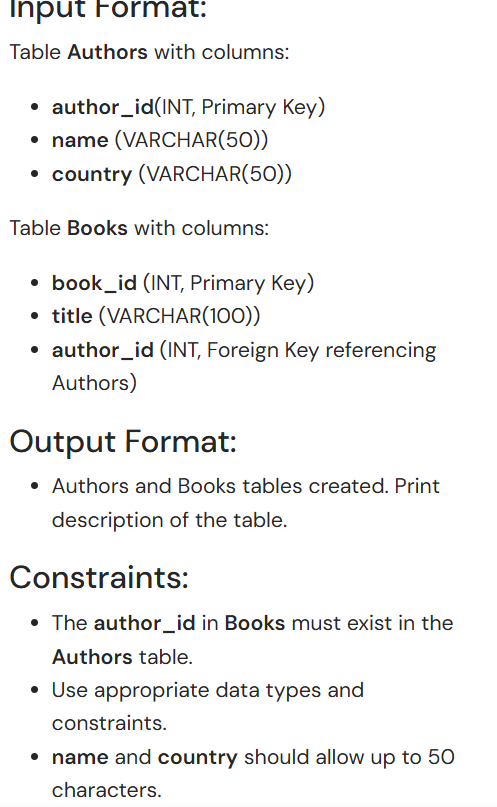 Input Format:
Table Authors with columns:
• author_id(INT, Primary Key)
• name (VARCHAR(50))
• country (VARCHAR(50))
Table Books with columns:
• book_id (INT, Primary Key)
• title (VARCHAR(100))
• author_id (INT, Foreign Key referencing
Authors)
Output Format:
• Authors and Books tables created. Print
description of the table.
Constraints:
• The author_id in Books must exist in the
Authors table.
• Use appropriate data types and
constraints.
• name and country should allow up to 50
characters.